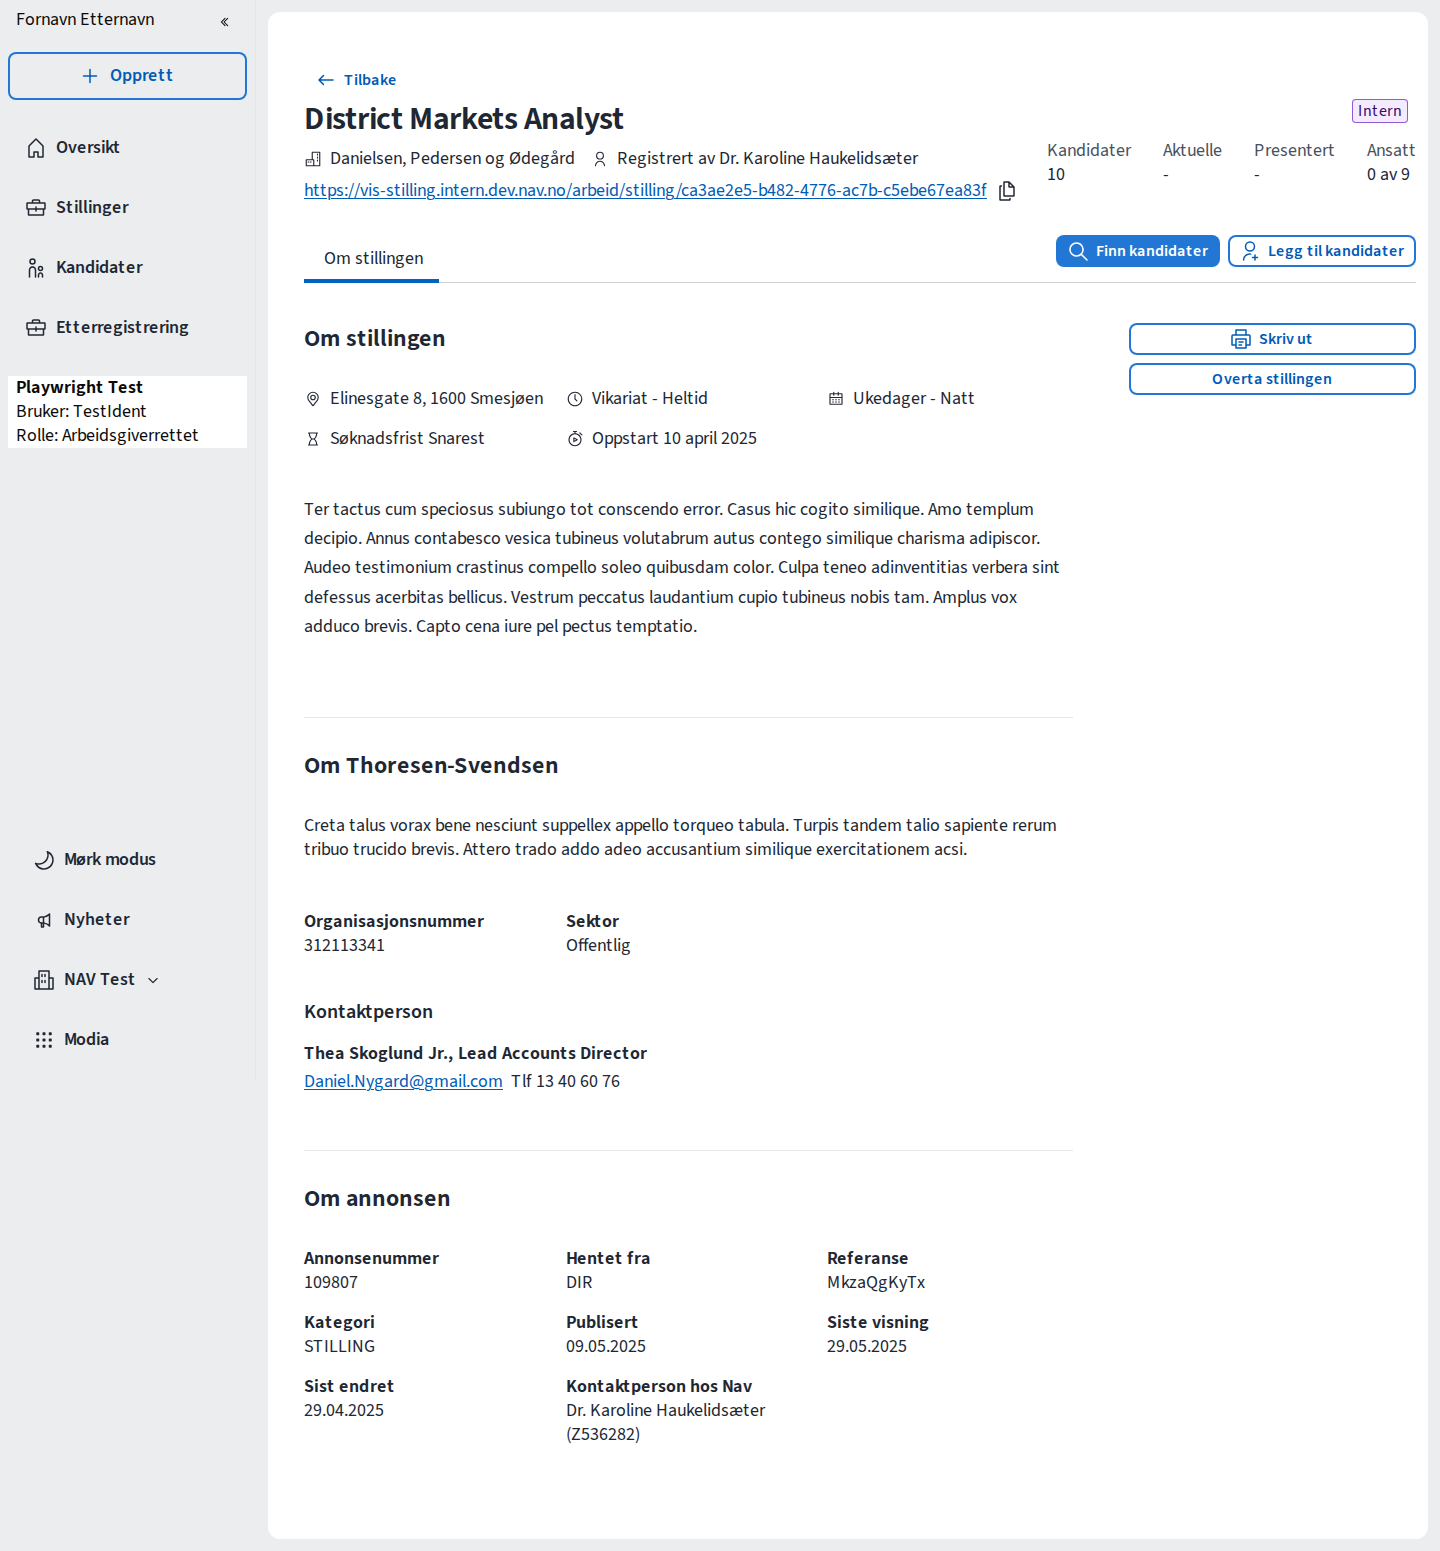 Fornavn Etternavn
Opprett
Oversikt
Stillinger
Kandidater
Etterregistrering
Playwright Test
Bruker: TestIdent
Rolle: Arbeidsgiverrettet
Mørk modus
Nyheter
NAV Test
Modia
Tilbake
District Markets Analyst
Intern
Danielsen, Pedersen og Ødegård Registrert av Dr. Karoline Haukelidsæter
https://vis-stilling.intern.dev.nav.no/arbeid/stilling/ca3ae2e5-b482-4776-ac7b-c5ebe67ea83f
Kandidater Aktuelle Presentert Ansatt
10 - - 0 av 9
Om stillingen
Finn kandidater Legg til kandidater
Om stillingen
Skriv ut
Overta stillingen
Elinesgate 8, 1600 Smesjøen Vikariat - Heltid Ukedager - Natt
Søknadsfrist Snarest Oppstart 10 april 2025
Ter tactus cum speciosus subiungo tot conscendo error. Casus hic cogito similique. Amo templum
decipio. Annus contabesco vesica tubineus volutabrum autus contego similique charisma adipiscor.
Audeo testimonium crastinus compello soleo quibusdam color. Culpa teneo adinventitias verbera sint
defessus acerbitas bellicus. Vestrum peccatus laudantium cupio tubineus nobis tam. Amplus vox
adduco brevis. Capto cena iure pel pectus temptatio.
Om Thoresen-Svendsen
Creta talus vorax bene nesciunt suppellex appello torqueo tabula. Turpis tandem talio sapiente rerum
tribuo trucido brevis. Attero trado addo adeo accusantium similique exercitationem acsi.
Organisasjonsnummer Sektor
312113341 Offentlig
Kontaktperson
Thea Skoglund Jr., Lead Accounts Director
Daniel.Nygard@gmail.com Tlf 13 40 60 76
Om annonsen
Annonsenummer Hentet fra Referanse
109807 DIR MkzaQgKyTx
Kategori Publisert Siste visning
STILLING 09.05.2025 29.05.2025
Sist endret Kontaktperson hos Nav
29.04.2025 Dr. Karoline Haukelidsæter
(Z536282)